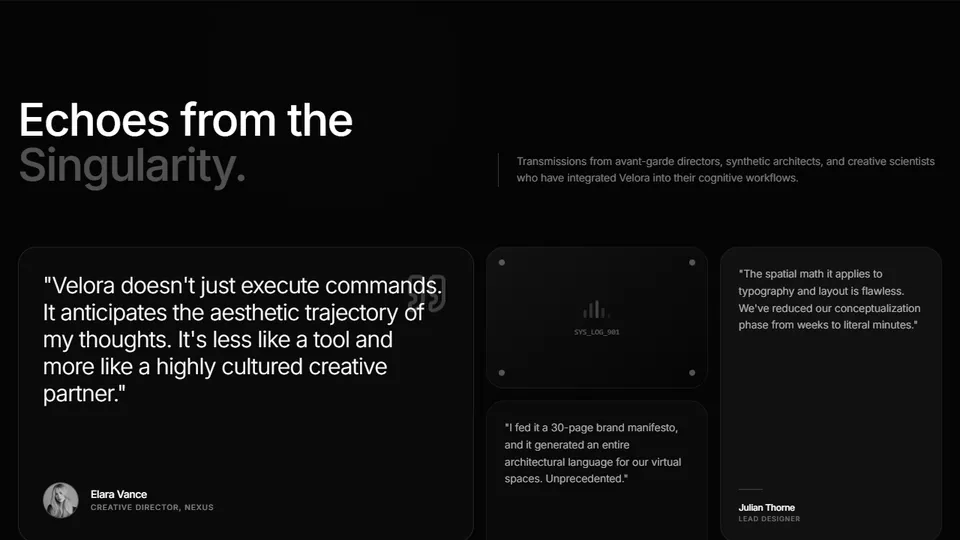 Echoes from the
Singularity.
Transmissions from avant-garde directors, synthetic architects, and creative scientists
who have integrated Velora into their cognitive workflows.
"Velora doesn't just execute commands.
It anticipates the aesthetic trajectory of
my thoughts. It's less like a tool and
more like a highly cultured creative
partner."
Elara Vance
CREATIVE DIRECTOR, NEXUS
SYS_LOG_001
"I fed it a 30-page brand manifesto,
and it generated an entire
architectural language for our virtual
spaces. Unprecedented."
"The spatial math it applies to
typography and layout is flawless.
We've reduced our conceptualization
phase from weeks to literal minutes."
Julian Thorne
LEAD DESIGNER